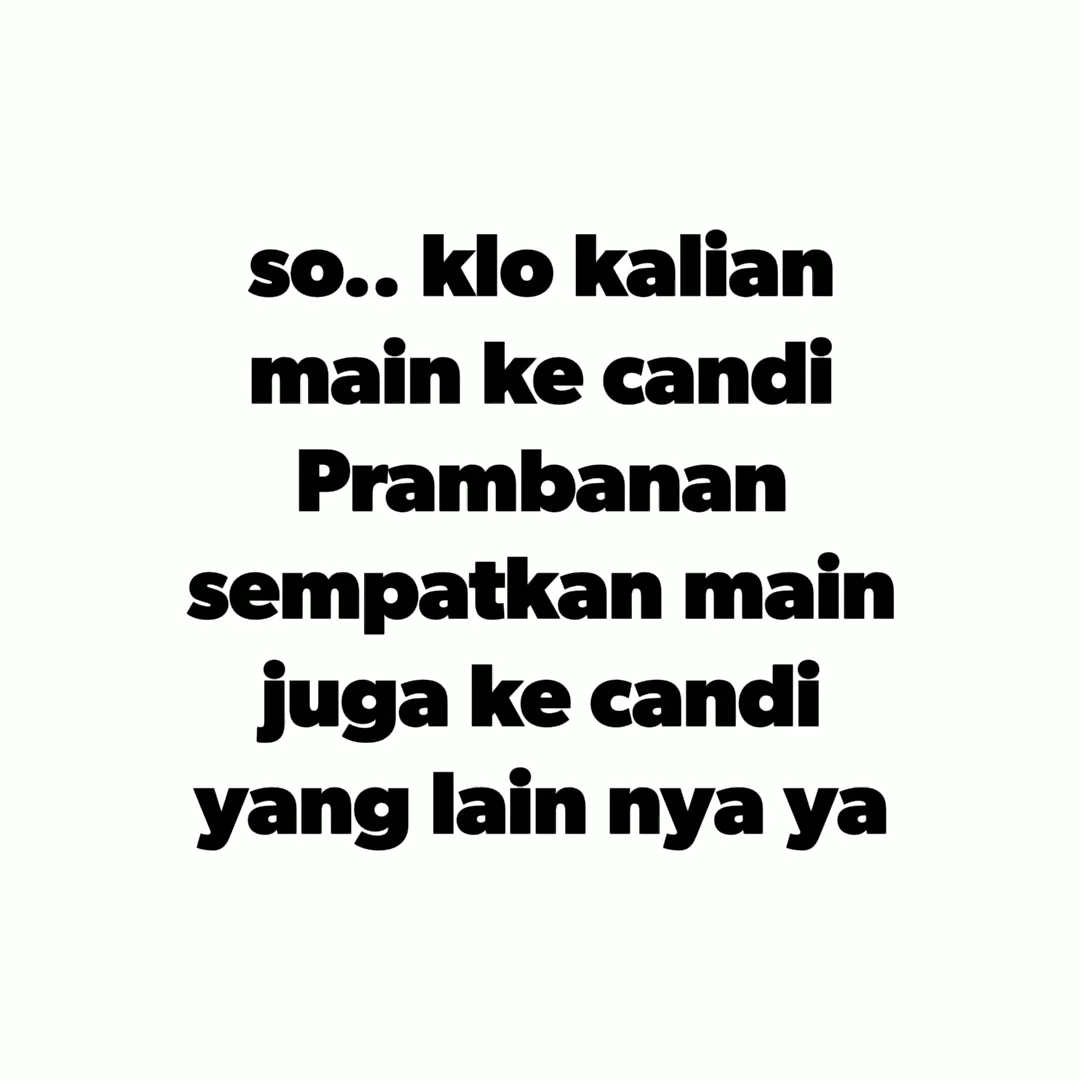 so.. klo kalian
main ke candi
Prambanan
sempatkan main
juga ke candi
yang lain nya ya